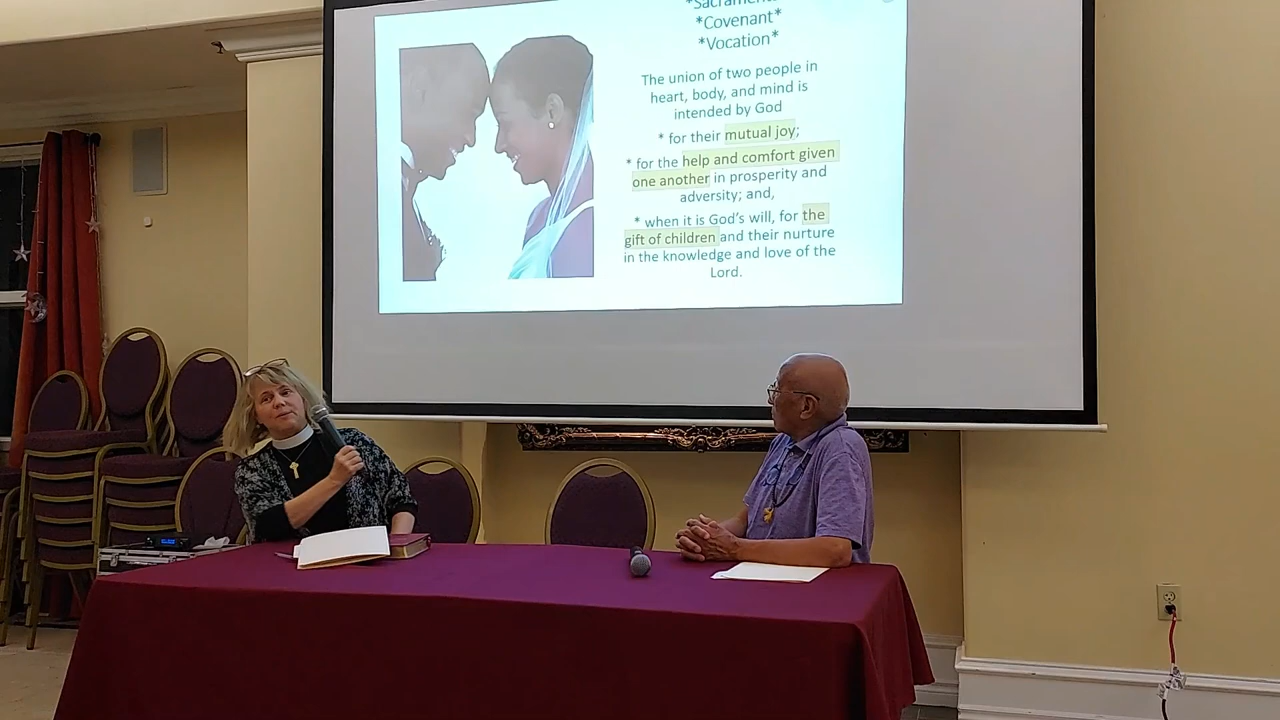 *Sacrament*
*Covenant*
*Vocation*
The union of two people in
heart, body, and mind is
intended by God
* for their mutual joy;
* for the help and comfort given
one another in prosperity and
adversity; and,
* when it is God's will, for the
gift of children and their nurture
in the knowledge and love of the
Lord.